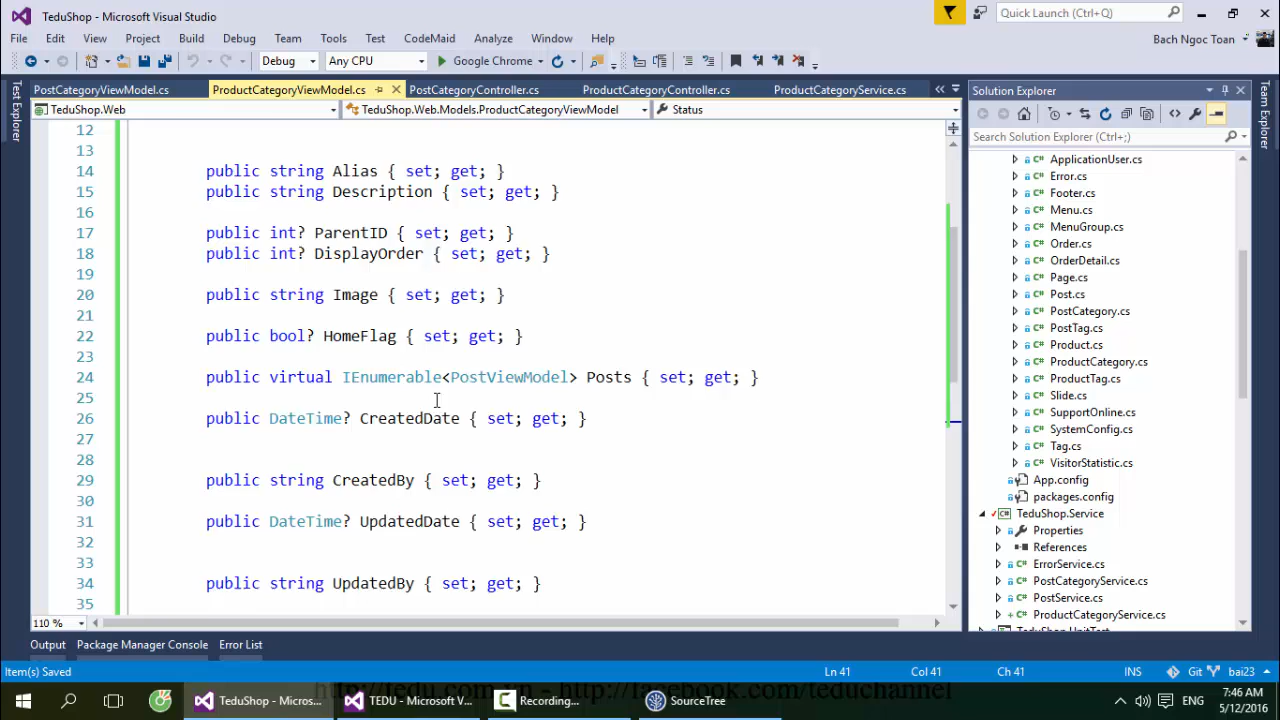 TeduShop - Microsoft Visual Studio
Quick Launch (Ctrl+Q)
File Edit View Project Build Debug Team Tools Test CodeMaid Analyze Window Help
Bach Ngoc Toan
Debug Any CPU Google Chrome
Test Explorer
PostCategoryViewModel.cs ProductCategoryViewModel.cs PostCategoryController.cs ProductCategoryController.cs ProductCategoryService.cs
TeduShop.Web TeduShop.Web.Models.ProductCategoryViewModel Status
12
13
14 public string Alias { set; get; }
15 public string Description { set; get; }
16
17 public int? ParentID { set; get; }
18 public int? DisplayOrder { set; get; }
19
20 public string Image { set; get; }
21
22 public bool? HomeFlag { set; get; }
23
24 public virtual IEnumerable<PostViewModel> Posts { set; get; }
25
26 public DateTime? CreatedDate { set; get; }
27
28
29 public string CreatedBy { set; get; }
30
31 public DateTime? UpdatedDate { set; get; }
32
33
34 public string UpdatedBy { set; get; }
35
110 %
Solution Explorer
Search Solution Explorer (Ctrl+;)
ApplicationUser.cs
Error.cs
Footer.cs
Menu.cs
MenuGroup.cs
Order.cs
OrderDetail.cs
Page.cs
Post.cs
PostCategory.cs
PostTag.cs
Product.cs
ProductCategory.cs
ProductTag.cs
Slide.cs
SupportOnline.cs
SystemConfig.cs
Tag.cs
VisitorStatistic.cs
App.config
packages.config
TeduShop.Service
Properties
References
ErrorService.cs
PostCategoryService.cs
PostService.cs
ProductCategoryService.cs
TeduShop.UnitTest
Team Explorer
Output Package Manager Console Error List
Item(s) Saved Ln 41 Col 41 Ch 41 INS Git bai23
TeduShop - Micros... TEDU - Microsoft V... Recording... SourceTree
http://tedu.com.vn - http://facebook.com/teduchannel
ENG
7:46 AM
5/12/2016